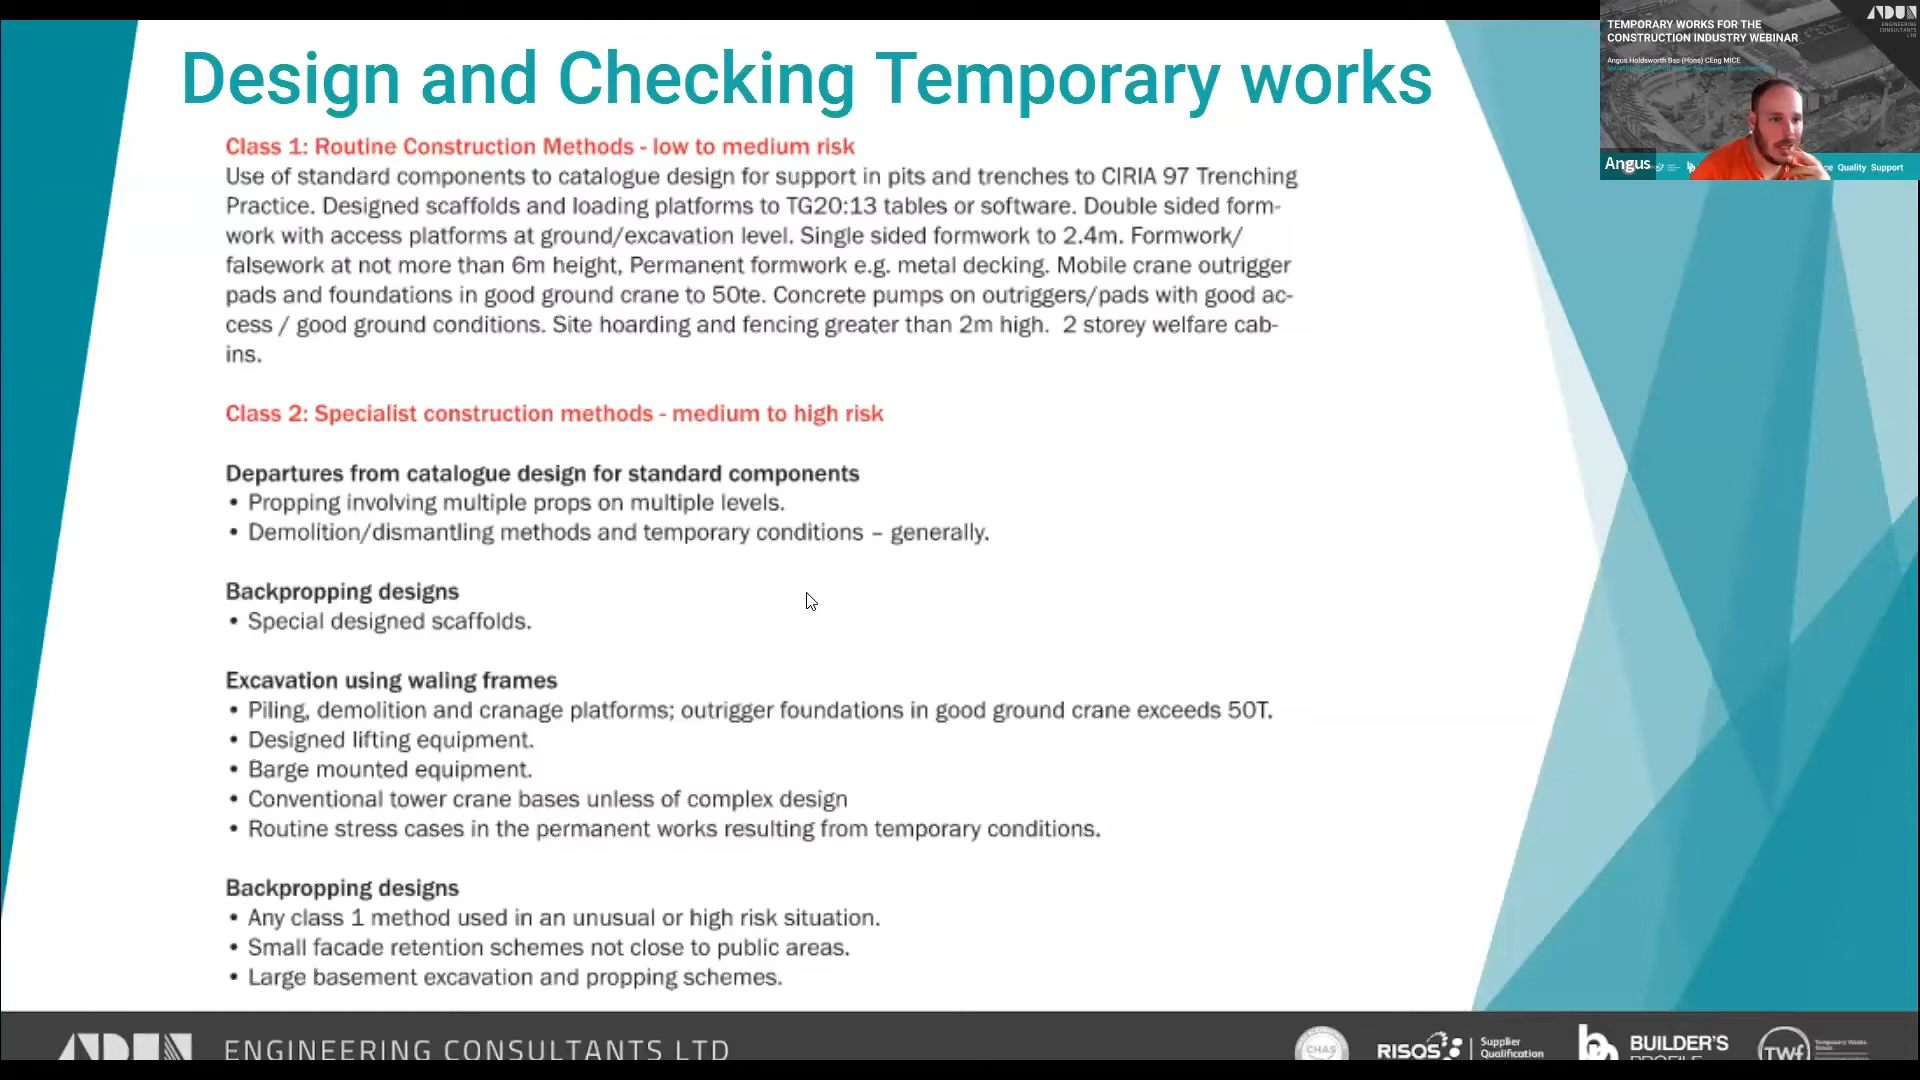 Design and Checking Temporary works
Class 1: Routine Construction Methods - low to medium risk
Use of standard components to catalogue design for support in pits and trenches to CIRIA 97 Trenching
Practice. Designed scaffolds and loading platforms to TG20:13 tables or software. Double sided form-
work with access platforms at ground/excavation level. Single sided formwork to 2.4m. Formwork/
falsework at not more than 6m height, Permanent formwork e.g. metal decking. Mobile crane outrigger
pads and foundations in good ground crane to 50te. Concrete pumps on outriggers/pads with good ac-
cess / good ground conditions. Site hoarding and fencing greater than 2m high. 2 storey welfare cab-
ins.
Class 2: Specialist construction methods - medium to high risk
Departures from catalogue design for standard components
• Propping involving multiple props on multiple levels.
• Demolition/dismantling methods and temporary conditions – generally.
Backpropping designs
• Special designed scaffolds.
Excavation using waling frames
• Piling, demolition and cranage platforms; outrigger foundations in good ground crane exceeds 50T.
• Designed lifting equipment.
• Barge mounted equipment.
• Conventional tower crane bases unless of complex design
• Routine stress cases in the permanent works resulting from temporary conditions.
Backpropping designs
• Any class 1 method used in an unusual or high risk situation.
• Small facade retention schemes not close to public areas.
• Large basement excavation and propping schemes.
ENGINEERING CONSULTANTS LTD
CHAS
RISQS
Supplier
Qualification
BUILDER'S
PROFILE
TWf
TEMPORARY WORKS FOR THE
CONSTRUCTION INDUSTRY WEBINAR
Angus Holdsworth Bsc (Hons) CEng MICE
ENGINEERING
CONSULTANTS
LTD
Angus
Quality Support